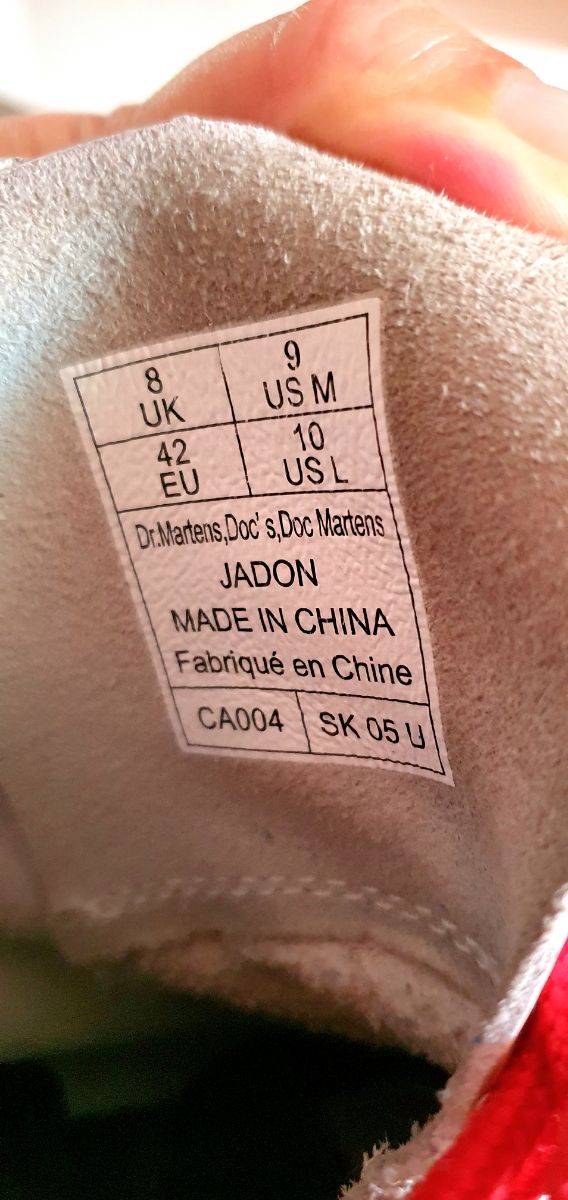 8 UK
9 US M
42 EU
10 US L
Dr.Martens,Doc's,Doc Martens
JADON
MADE IN CHINA
Fabriqué en Chine
CA004
SK 05 U